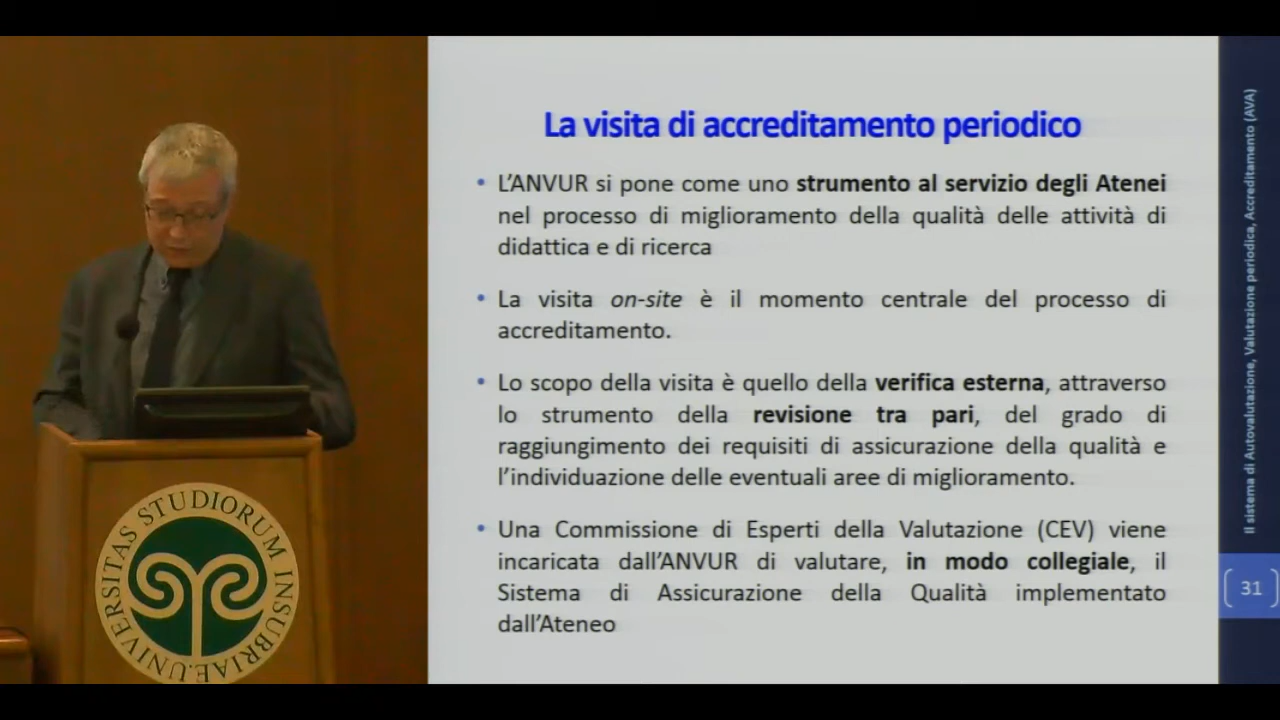 La visita di accreditamento periodico
• L'ANVUR si pone come uno strumento al servizio degli Atenei
nel processo di miglioramento della qualità delle attività di
didattica e di ricerca
• La visita on-site è il momento centrale del processo di
accreditamento.
• Lo scopo della visita è quello della verifica esterna, attraverso
lo strumento della revisione tra pari, del grado di
raggiungimento dei requisiti di assicurazione della qualità e
l'individuazione delle eventuali aree di miglioramento.
• Una Commissione di Esperti della Valutazione (CEV) viene
incaricata dall'ANVUR di valutare, in modo collegiale, il
Sistema di Assicurazione della Qualità implementato
dall'Ateneo
Il sistema di Autovalutazione, Valutazione periodica, Accreditamento (AVA)
31
UNIVERSITAS STUDIORUM INSUBRIAE